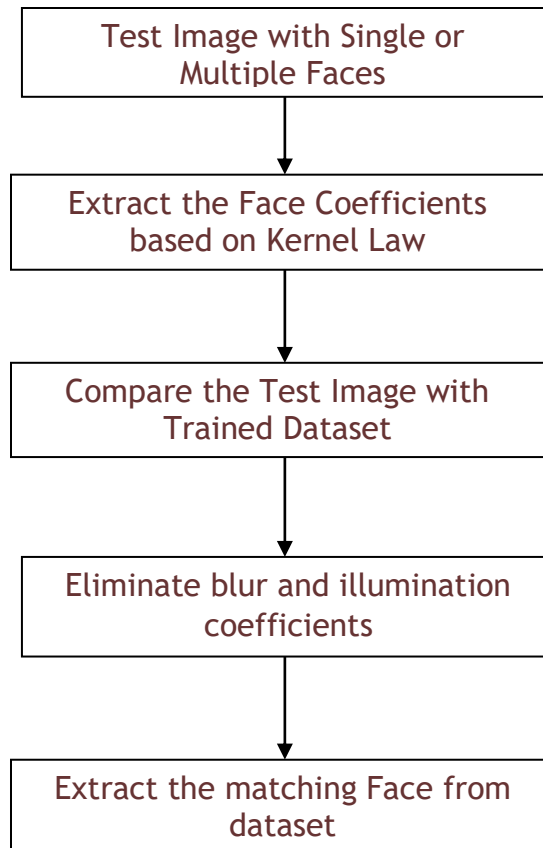 Test Image with Single or
Multiple Faces
Extract the Face Coefficients
based on Kernel Law
Compare the Test Image with
Trained Dataset
Eliminate blur and illumination
coefficients
Extract the matching Face from
dataset